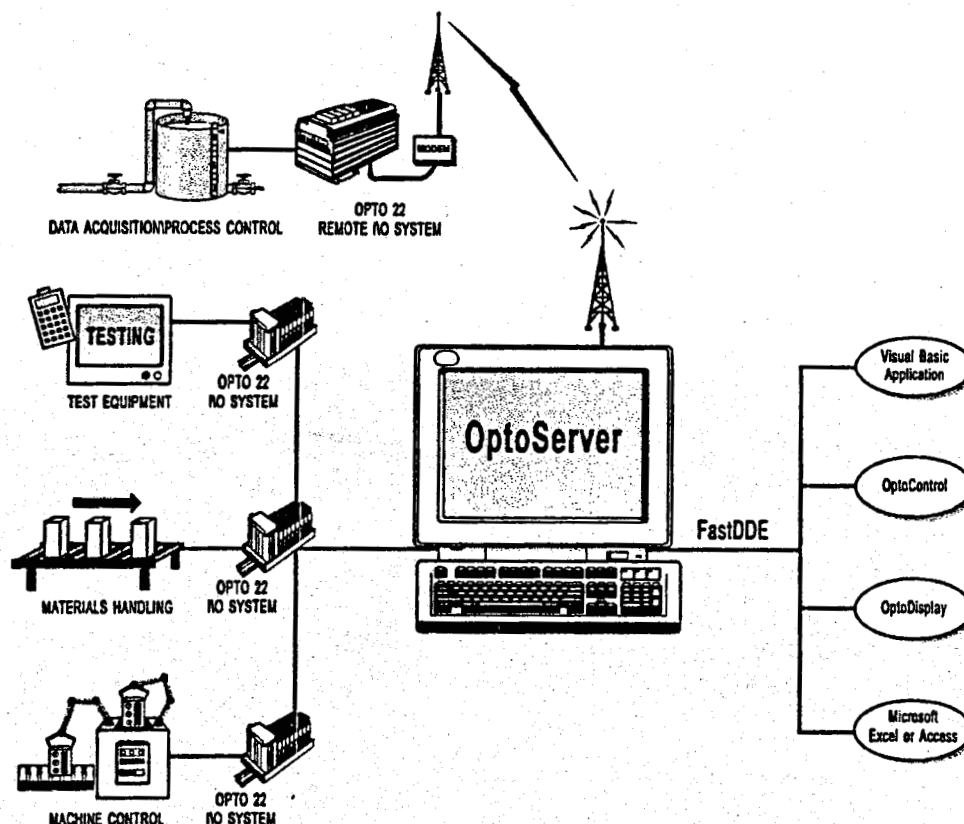 MODEM
DATA ACQUISITION\PROCESS CONTROL
OPTO 22
REMOTE I\O SYSTEM
TESTING
TEST EQUIPMENT
OPTO 22
I\O SYSTEM
OptoServer
Visual Basic
Application
OptoControl
FastDDE
MATERIALS HANDLING
OPTO 22
I\O SYSTEM
OptoDisplay
Microsoft
Excel or Access
MACHINE CONTROL
OPTO 22
I\O SYSTEM